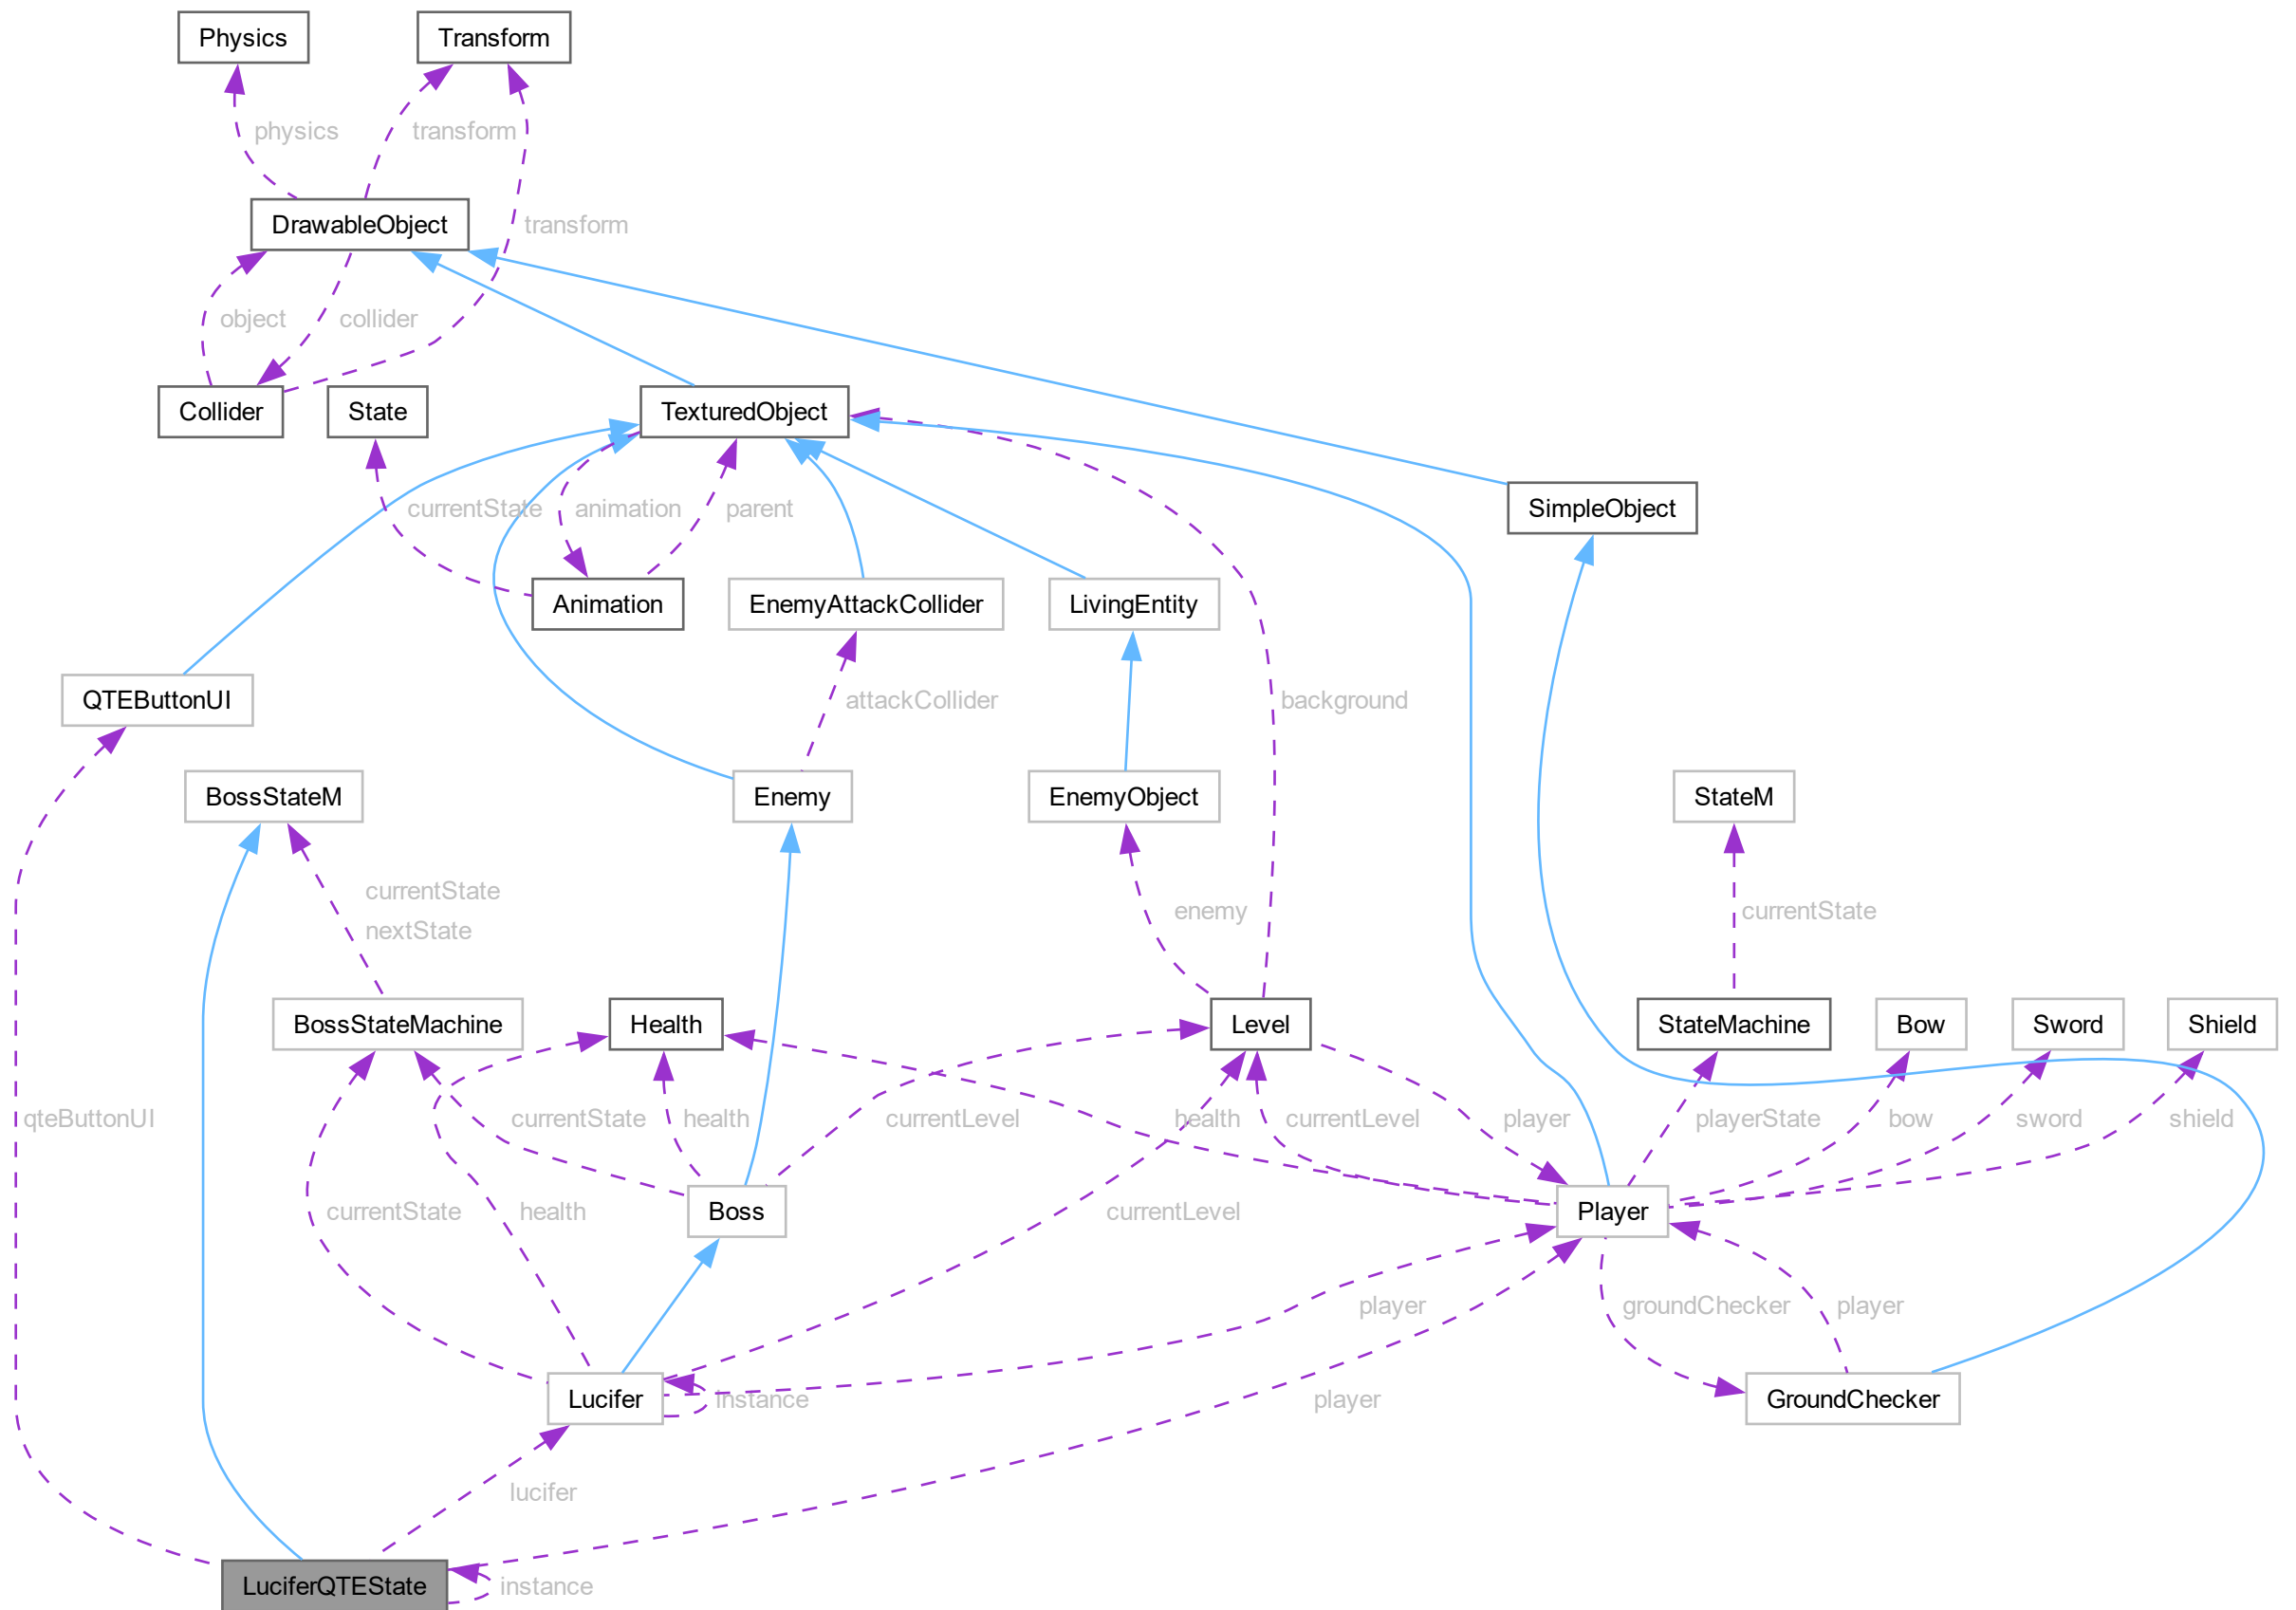 Physics
Transform
physics
transform
DrawableObject
transform
object
collider
Collider
State
TexturedObject
currentState
animation
parent
SimpleObject
Animation
EnemyAttackCollider
LivingEntity
QTEButtonUI
attackCollider
background
BossStateM
Enemy
EnemyObject
StateM
currentState
nextState
enemy
currentState
BossStateMachine
Health
Level
StateMachine
Bow
Sword
Shield
qteButtonUI
currentState
health
currentLevel
health
currentLevel
player
playerState
bow
sword
shield
currentState
health
Boss
currentLevel
Player
player
groundChecker
player
Lucifer
instance
player
GroundChecker
lucifer
LuciferQTEState
instance